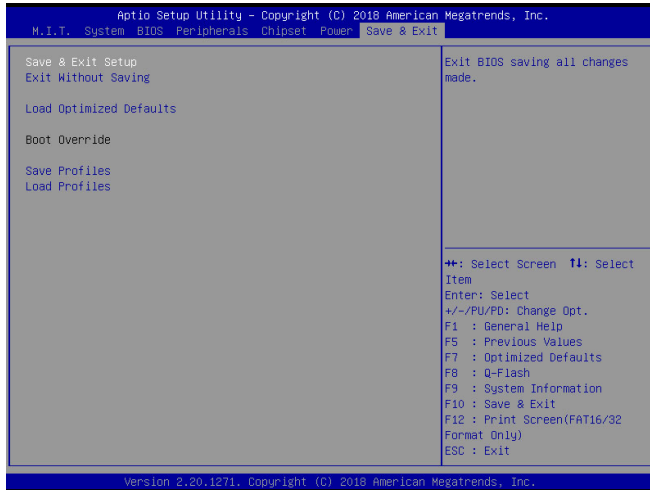 Aptio Setup Utility – Copyright (C) 2018 American Megatrends, Inc.
M.I.T. System BIOS Peripherals Chipset Power Save & Exit
Save & Exit Setup
Exit Without Saving
Load Optimized Defaults
Boot Override
Save Profiles
Load Profiles
Exit BIOS saving all changes
made.
→←: Select Screen ↑↓: Select
Item
Enter: Select
+/-/PU/PD: Change Opt.
F1 : General Help
F5 : Previous Values
F7 : Optimized Defaults
F8 : Q-Flash
F9 : System Information
F10 : Save & Exit
F12 : Print Screen(FAT16/32
Format Only)
ESC : Exit
Version 2.20.1271. Copyright (C) 2018 American Megatrends, Inc.